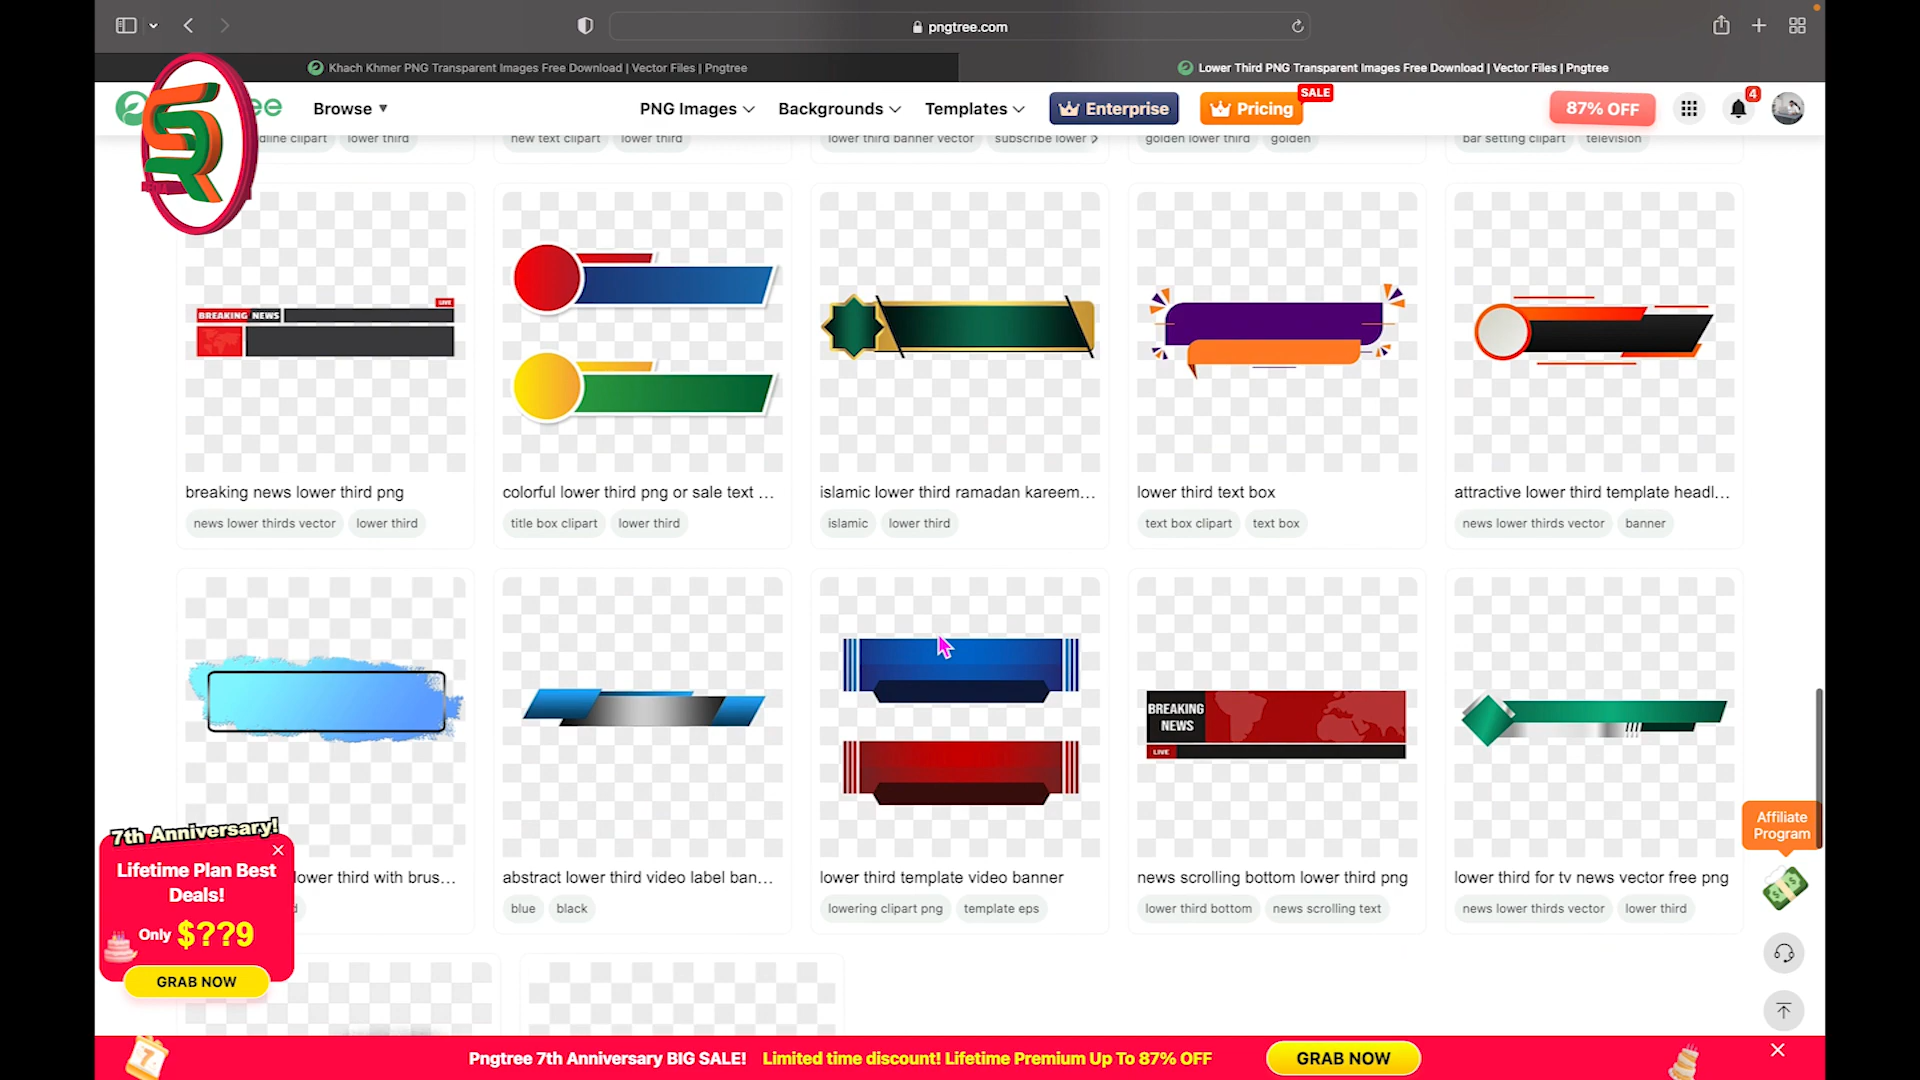 pngtree.com
Khach Khmer PNG Transparent Images Free Download | Vector Files | Pngtree
Lower Third PNG Transparent Images Free Download | Vector Files | Pngtree
Browse
PNG Images
Backgrounds
Templates
Enterprise
Pricing
SALE
87% OFF
4
lower third
new text clipart
lower third
lower third banner vector
subscribe lower
golden lower third
golden
bar setting clipart
television
BREAKING NEWS
LIVE
breaking news lower third png
colorful lower third png or sale text ...
islamic lower third ramadan kareem...
lower third text box
attractive lower third template headl...
news lower thirds vector
lower third
title box clipart
lower third
islamic
lower third
text box clipart
text box
news lower thirds vector
banner
BREAKING
NEWS
LIVE
lower third with brus...
abstract lower third video label ban...
lower third template video banner
news scrolling bottom lower third png
lower third for tv news vector free png
blue
black
lowering clipart png
template eps
lower third bottom
news scrolling text
news lower thirds vector
lower third
7th Anniversary!
Lifetime Plan Best
Deals!
Only $??9
GRAB NOW
Affiliate
Program
Pngtree 7th Anniversary BIG SALE! Limited time discount! Lifetime Premium Up To 87% OFF
GRAB NOW